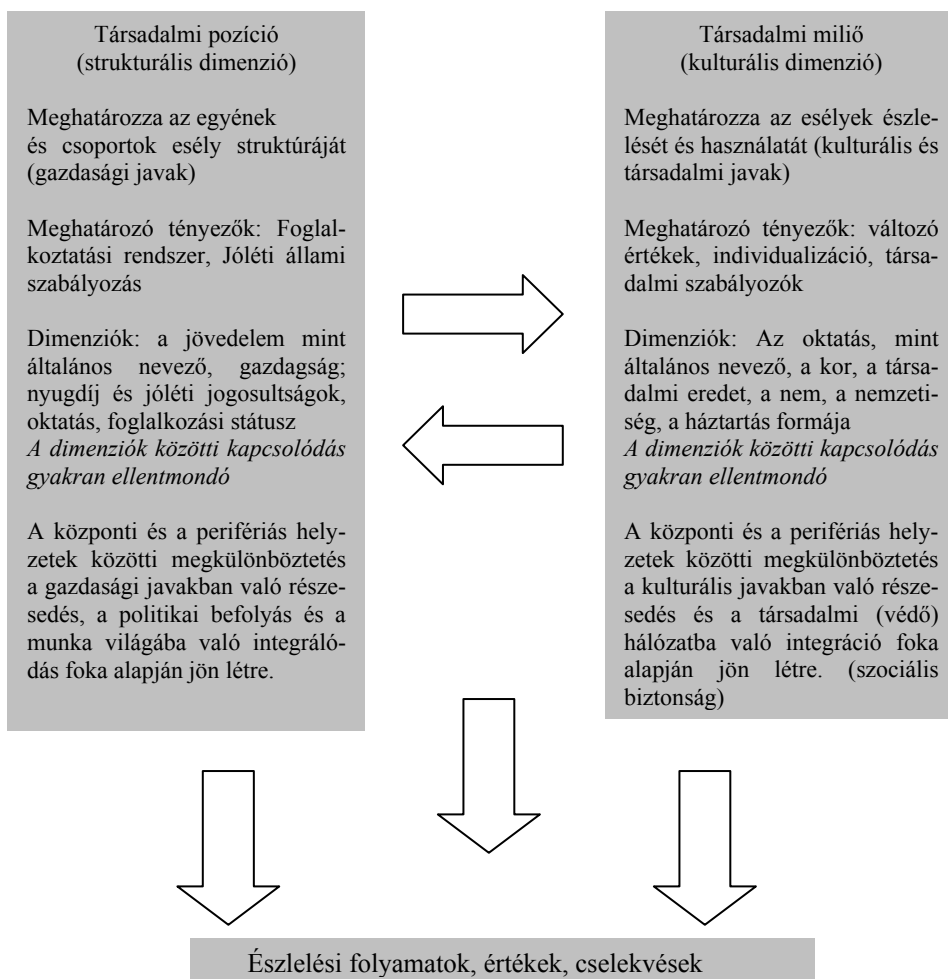 Társadalmi pozíció
(strukturális dimenzió)
Meghatározza az egyének
és csoportok esély struktúráját
(gazdasági javak)
Meghatározó tényezők: Foglal-
koztatási rendszer, Jóléti állami
szabályozás
Dimenziók: a jövedelem mint
általános nevező, gazdagság;
nyugdíj és jóléti jogosultságok,
oktatás, foglalkozási státusz
A dimenziók közötti kapcsolódás
gyakran ellentmondó
A központi és a perifériás hely-
zetek közötti megkülönböztetés
a gazdasági javakban való része-
sedés, a politikai befolyás és a
munka világába való integráló-
dás foka alapján jön létre.
Társadalmi miliő
(kulturális dimenzió)
Meghatározza az esélyek észle-
lését és használatát (kulturális és
társadalmi javak)
Meghatározó tényezők: változó
értékek, individualizáció, társa-
dalmi szabályozók
Dimenziók: Az oktatás, mint
általános nevező, a kor, a társa-
dalmi eredet, a nem, a nemzeti-
ség, a háztartás formája
A dimenziók közötti kapcsolódás
gyakran ellentmondó
A központi és a perifériás hely-
zetek közötti megkülönböztetés
a kulturális javakban való része-
sedés és a társadalmi (védő)
hálózatba való integráció foka
alapján jön létre. (szociális
biztonság)
Észlelési folyamatok, értékek, cselekvések